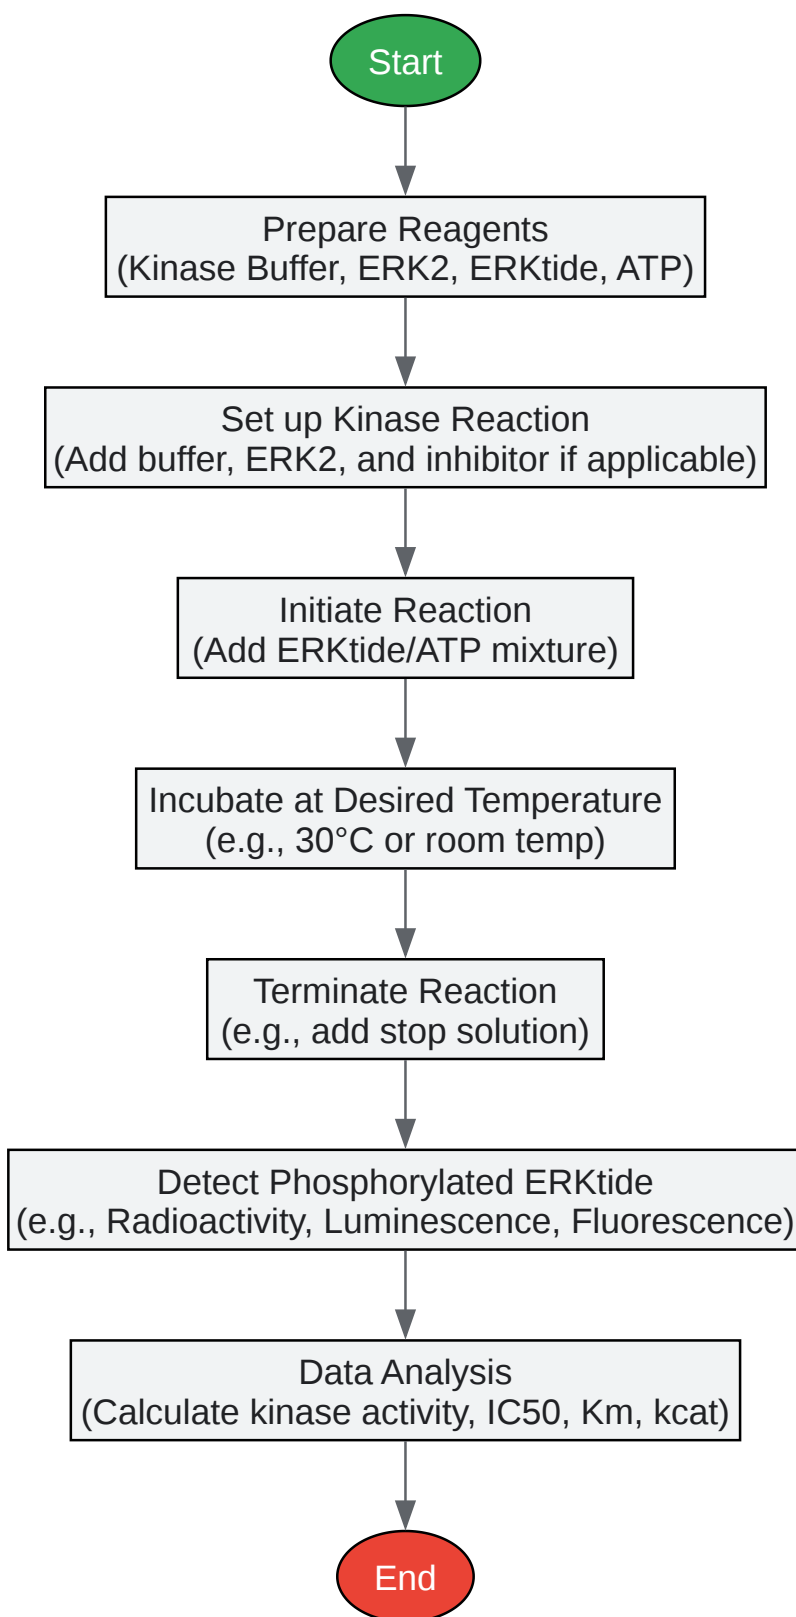 Start
Prepare Reagents
(Kinase Buffer, ERK2, ERKtide, ATP)
Set up Kinase Reaction
(Add buffer, ERK2, and inhibitor if applicable)
Initiate Reaction
(Add ERKtide/ATP mixture)
Incubate at Desired Temperature
(e.g., 30°C or room temp)
Terminate Reaction
(e.g., add stop solution)
Detect Phosphorylated ERKtide
(e.g., Radioactivity, Luminescence, Fluorescence)
Data Analysis
(Calculate kinase activity, IC50, Km, kcat)
End